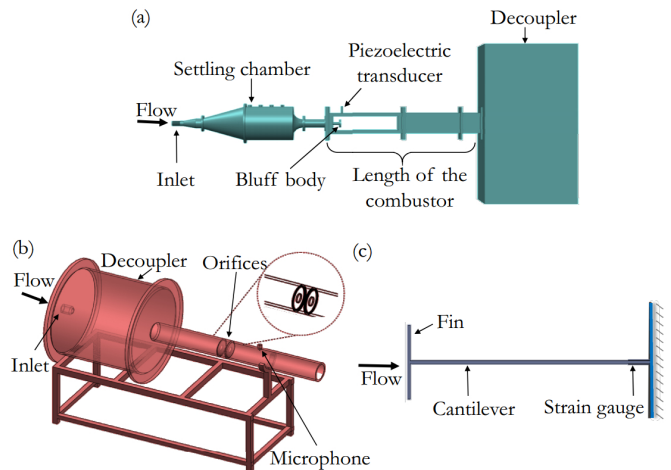 (a)
Decoupler
Piezoelectric
transducer
Settling chamber
Flow
Inlet
Bluff body
Length of the
combustor
(b)
Decoupler
Orifices
Flow
Inlet
Microphone
(c)
Fin
Flow
Cantilever
Strain gauge